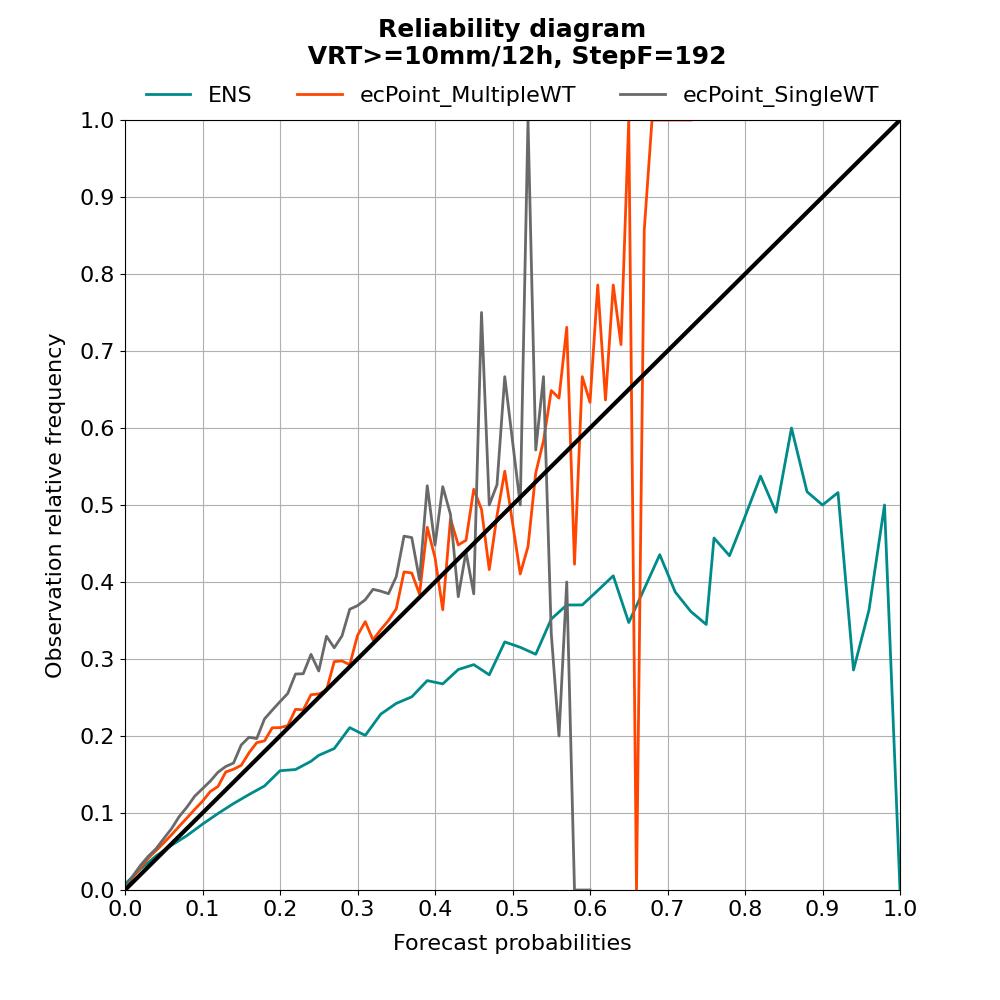 Reliability diagram
VRT>=10mm/12h, StepF=192
ENS ecPoint_MultipleWT ecPoint_SingleWT
1.0
0.9
0.8
0.7
0.6
0.5
0.4
0.3
0.2
0.1
0.0
Observation relative frequency
0.0 0.1 0.2 0.3 0.4 0.5 0.6 0.7 0.8 0.9 1.0
Forecast probabilities